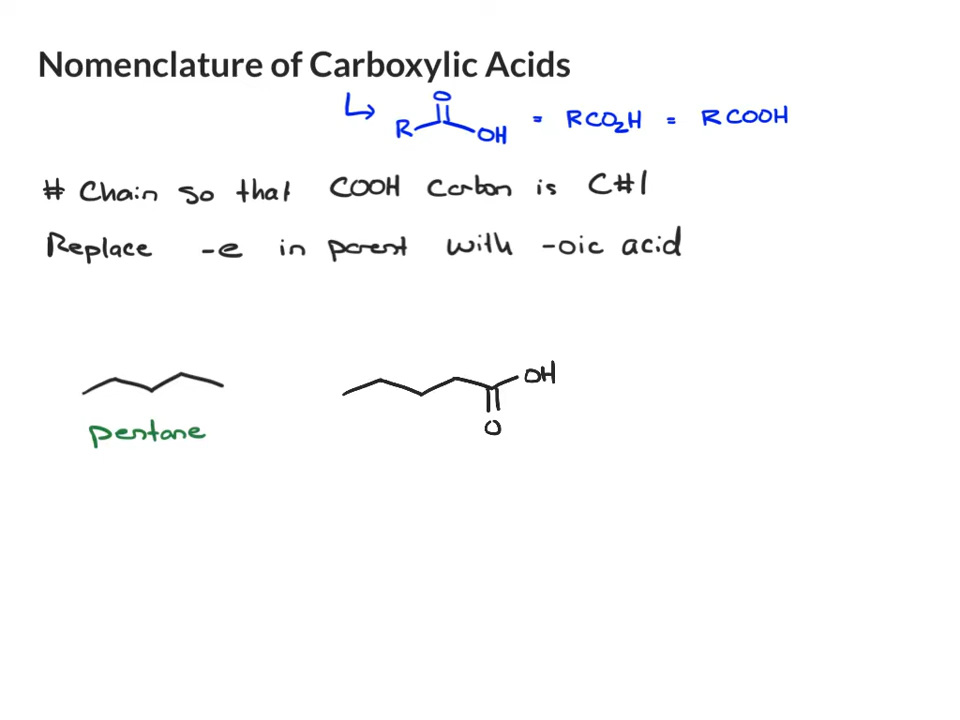 Nomenclature of Carboxylic Acids
O
R OH = RCO₂H = RCOOH
# Chain so that COOH carbon is C#1
Replace -e in parent with -oic acid
OH
O
pentane